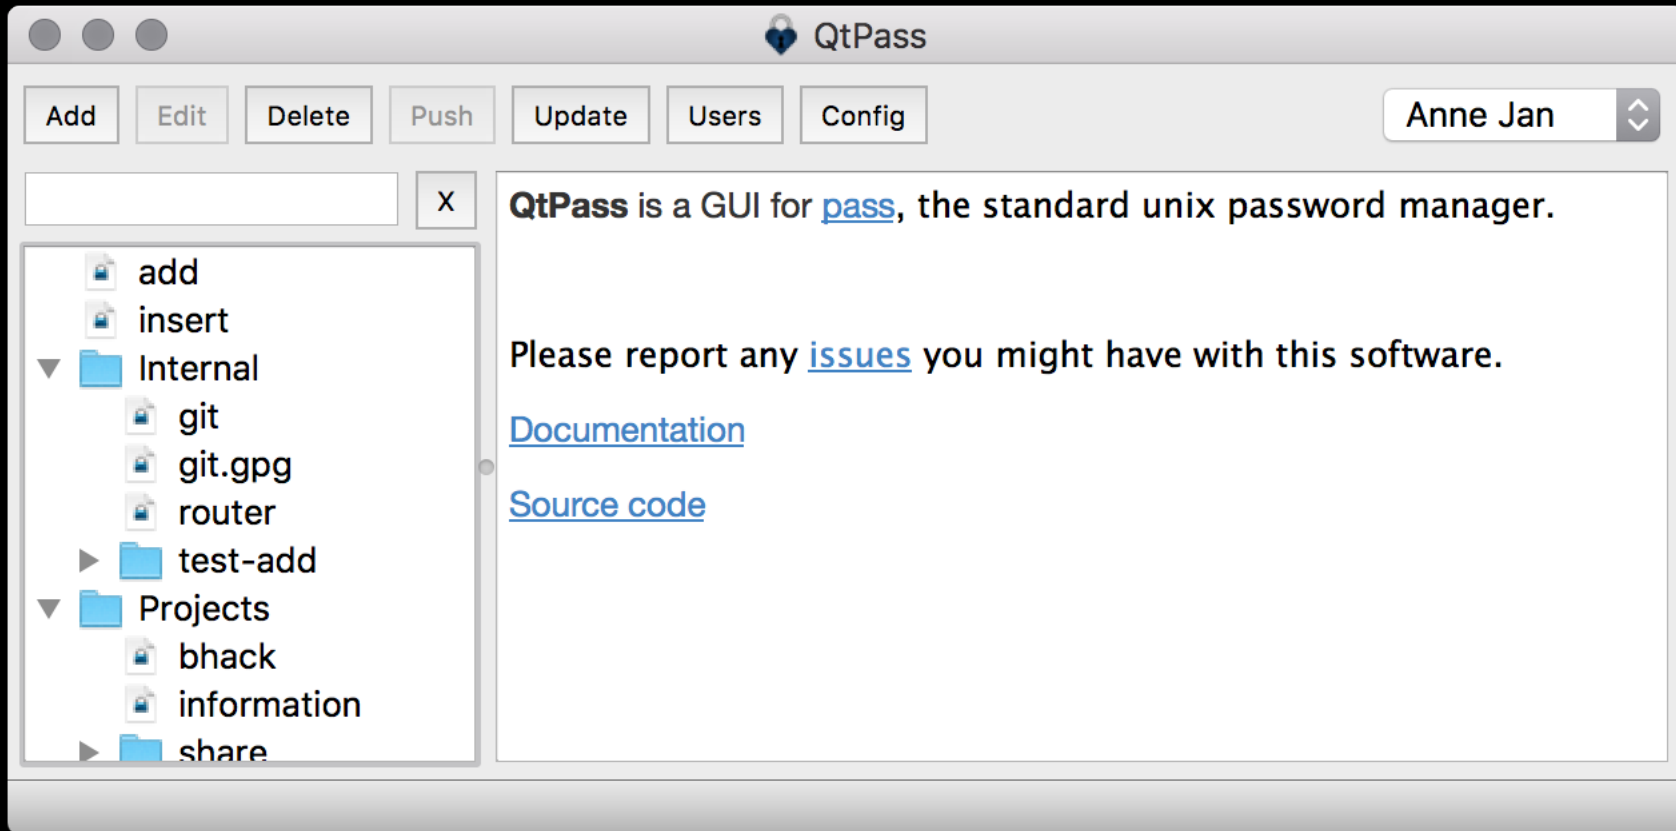 QtPass
Add Edit Delete Push Update Users Config Anne Jan
X
QtPass is a GUI for pass, the standard unix password manager.
Please report any issues you might have with this software.
Documentation
Source code
add
insert
Internal
git
git.gpg
router
test-add
Projects
bhack
information
share